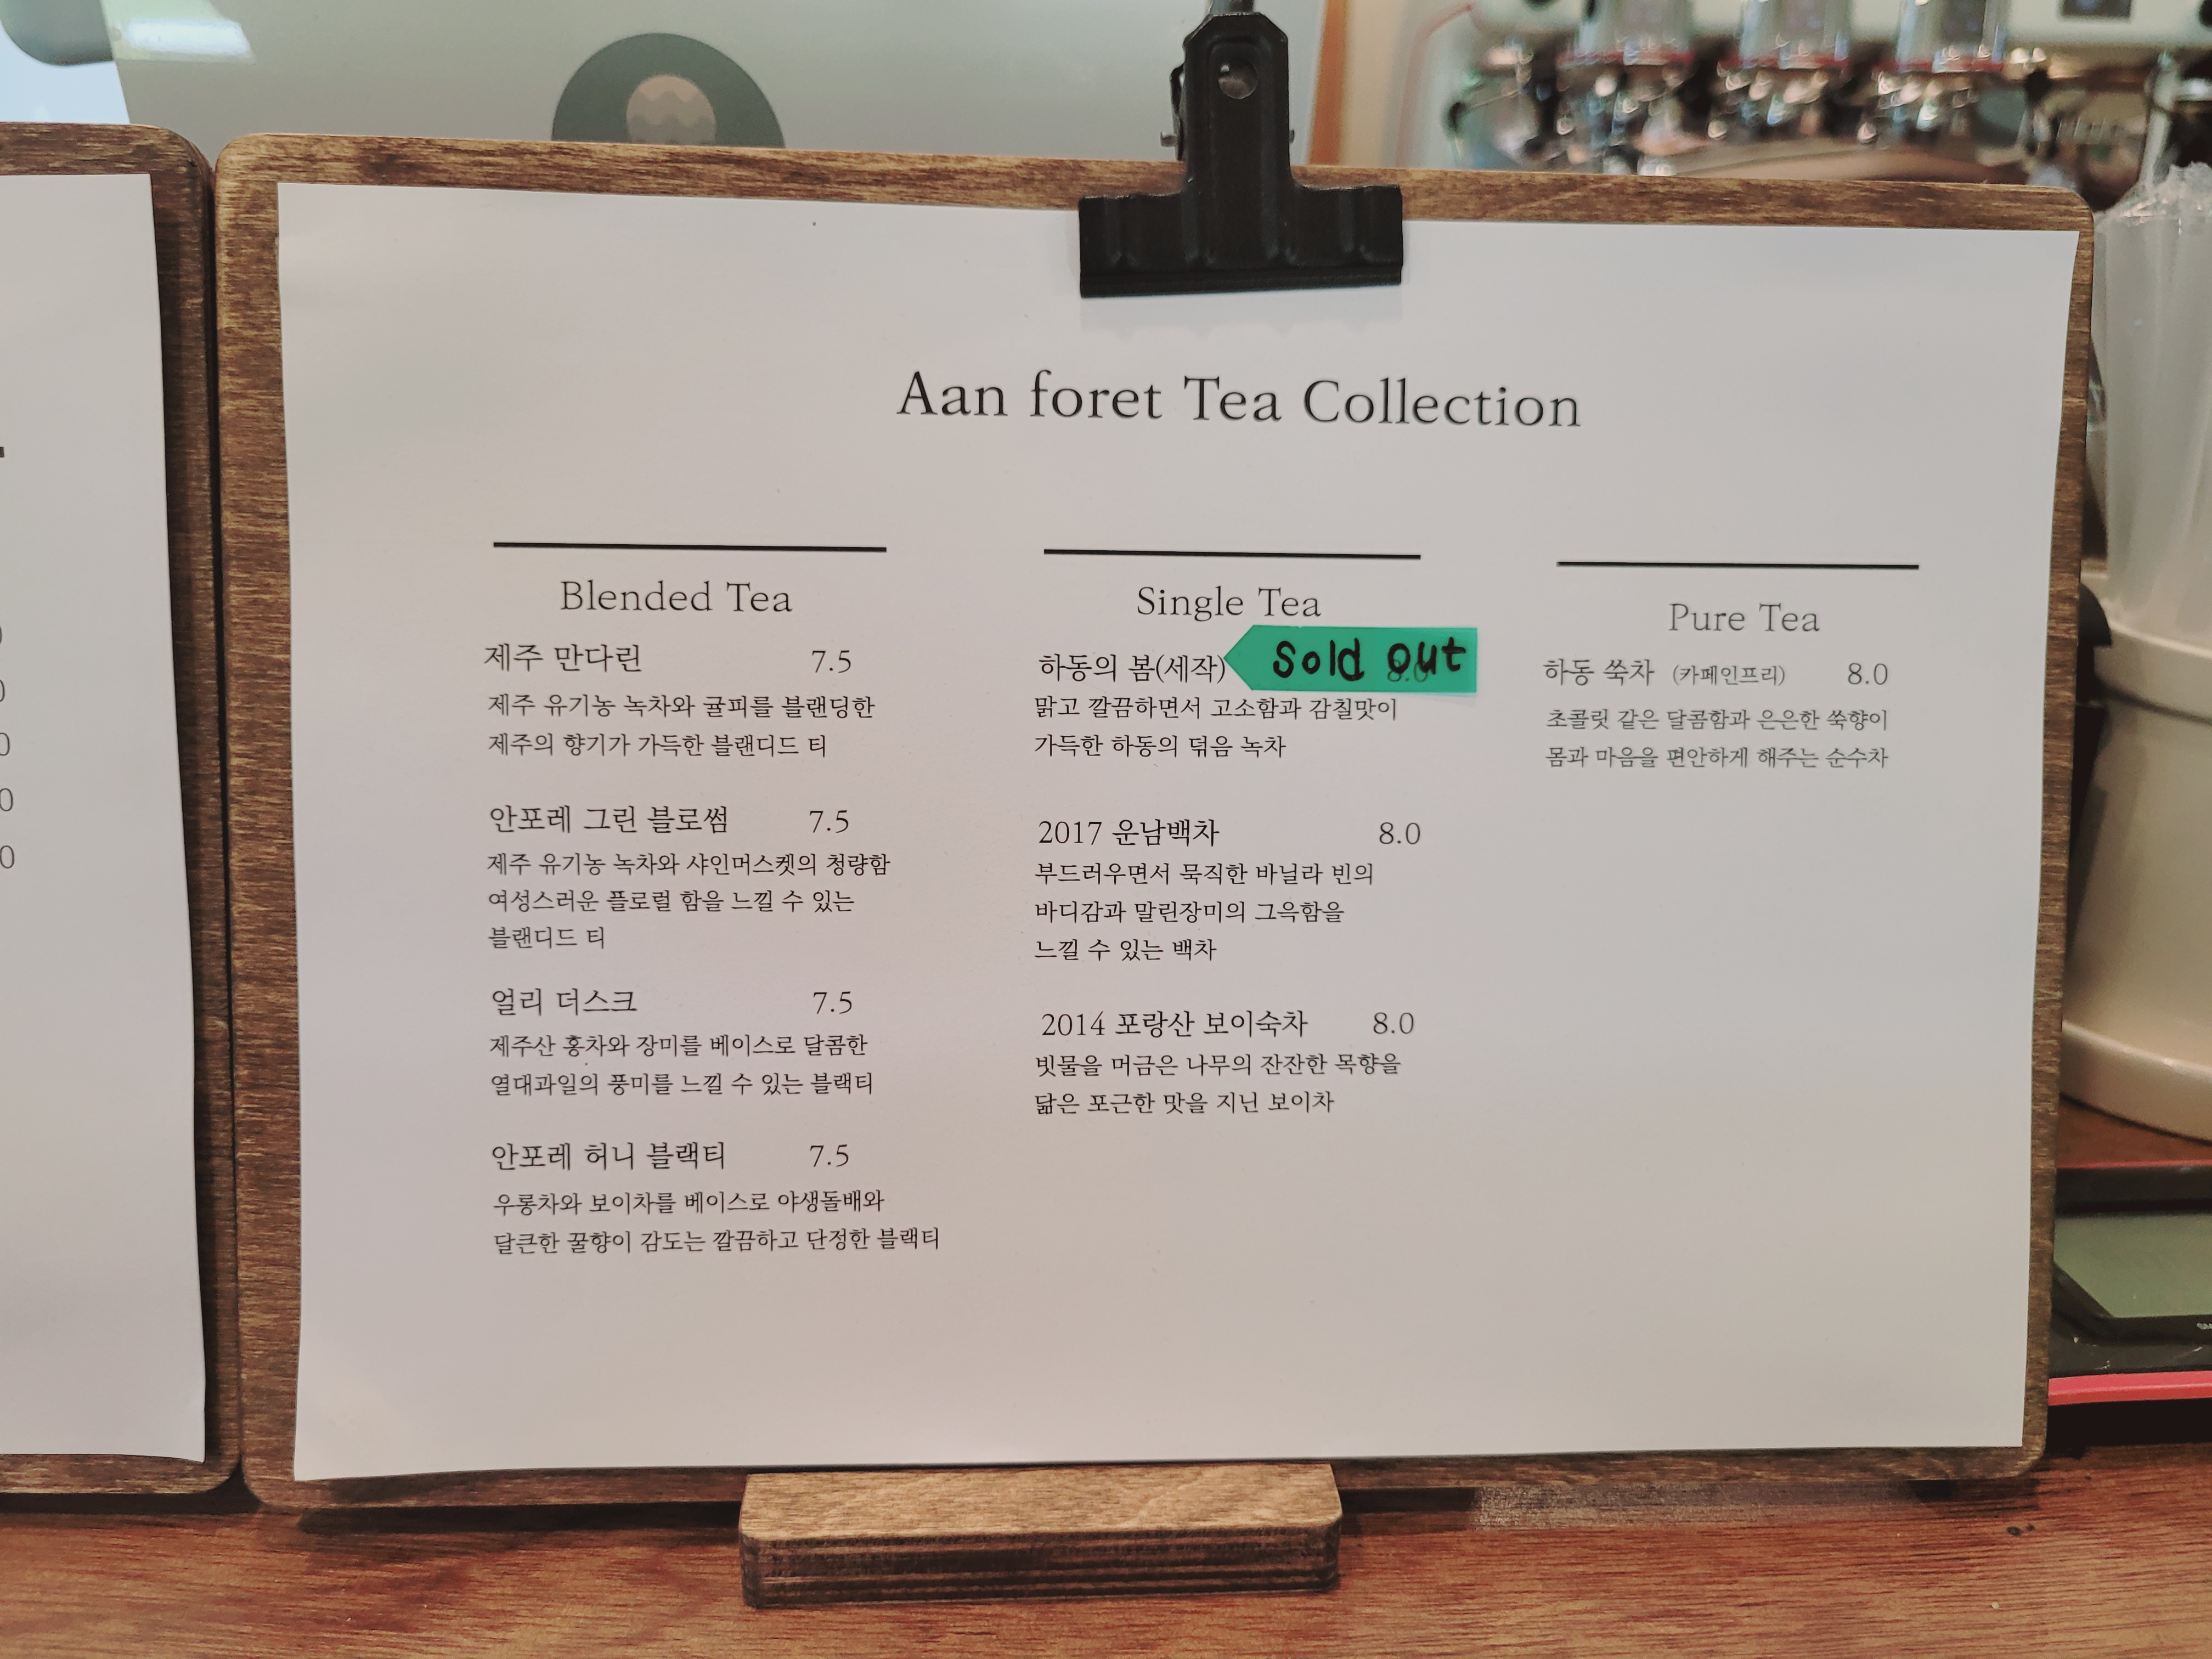 Aan foret Tea Collection
Blended Tea
제주 만다린 7.5
제주 유기농 녹차와 귤피를 블랜딩한
제주의 향기가 가득한 블랜디드 티
안포레 그린 블로썸 7.5
제주 유기농 녹차와 샤인머스켓의 청량함
여성스러운 플로럴 함을 느낄 수 있는
블랜디드 티
얼리 더스크 7.5
제주산 홍차와 장미를 베이스로 달콤한
열대과일의 풍미를 느낄 수 있는 블랙티
안포레 허니 블랙티 7.5
우롱차와 보이차를 베이스로 야생돌배와
달큰한 꿀향이 감도는 깔끔하고 단정한 블랙티
Single Tea
하동의 봄(세작) 8.0
Sold out
맑고 깔끔하면서 고소함과 감칠맛이
가득한 하동의 덖음 녹차
2017 운남백차 8.0
부드러우면서 묵직한 바닐라 빈의
바디감과 말린장미의 그윽함을
느낄 수 있는 백차
2014 포랑산 보이숙차 8.0
빗물을 머금은 나무의 잔잔한 목향을
닮은 포근한 맛을 지닌 보이차
Pure Tea
하동 쑥차 (카페인프리) 8.0
초콜릿 같은 달콤함과 은은한 쑥향이
몸과 마음을 편안하게 해주는 순수차